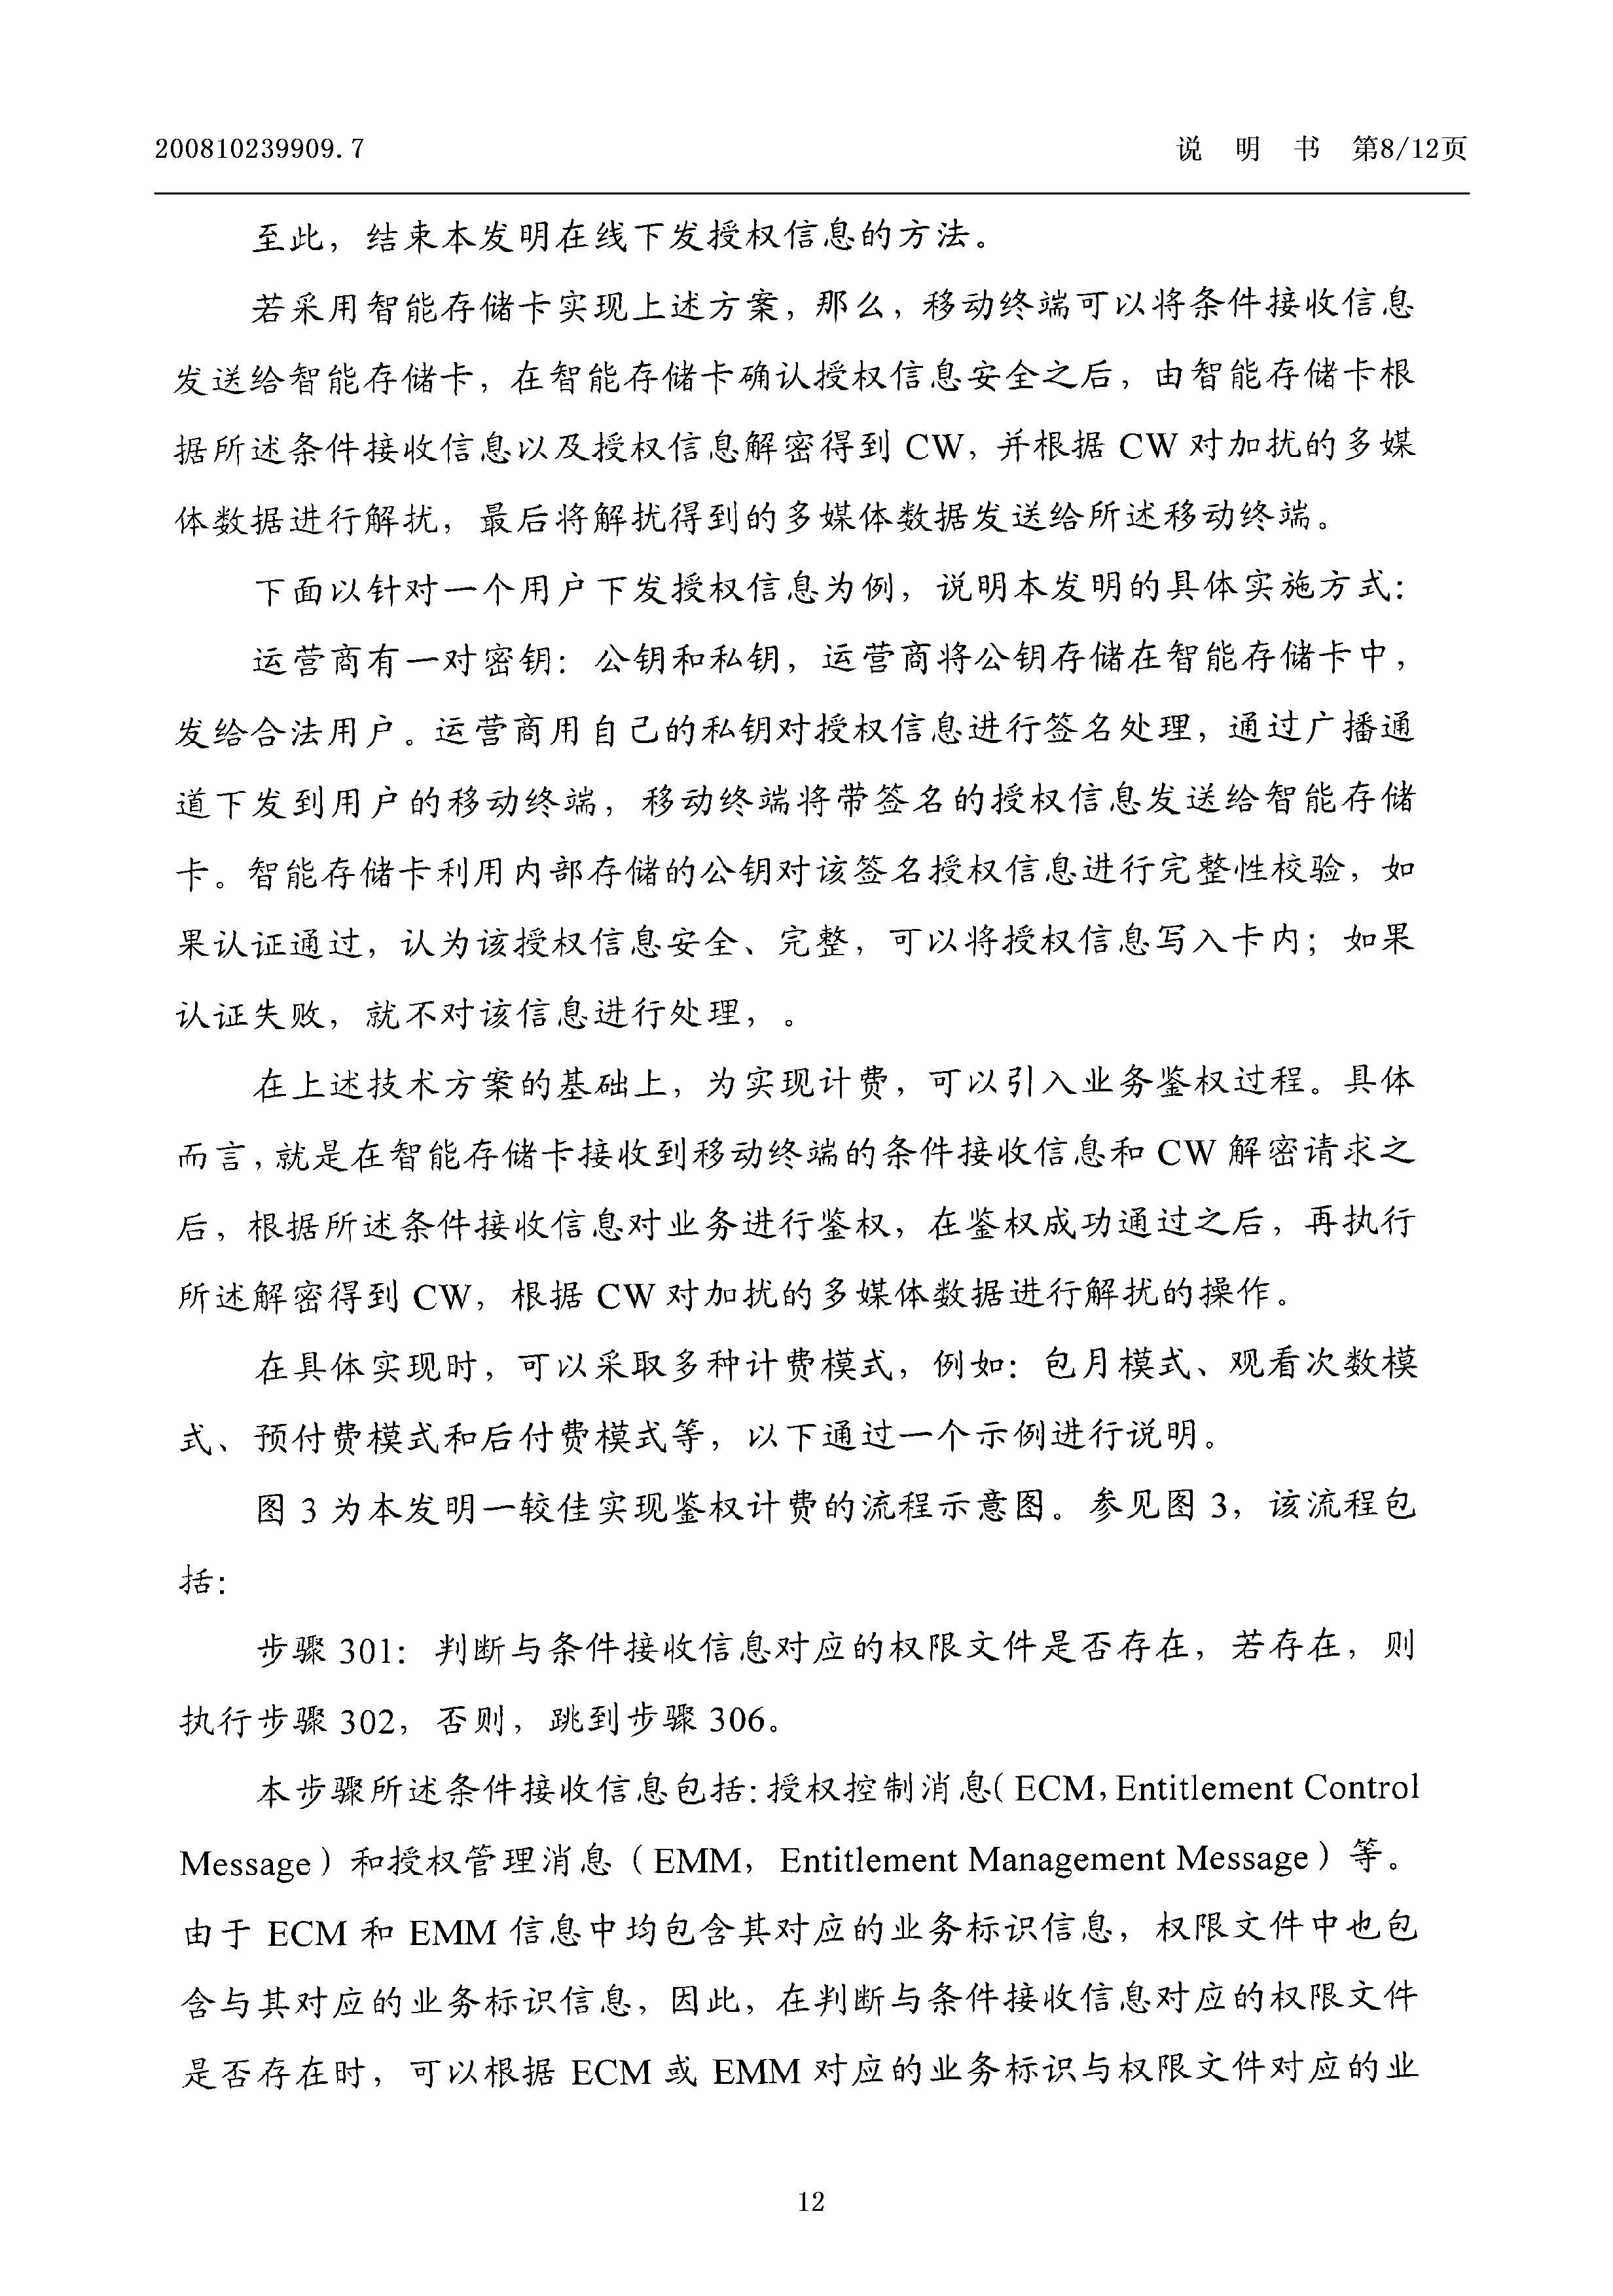 200810239909.7 说 明 书 第8/12页
至此，结束本发明在线下发授权信息的方法。
若采用智能存储卡实现上述方案，那么，移动终端可以将条件接收信息
发送给智能存储卡，在智能存储卡确认授权信息安全之后，由智能存储卡根
据所述条件接收信息以及授权信息解密得到 CW，并根据 CW 对加扰的多媒
体数据进行解扰，最后将解扰得到的多媒体数据发送给所述移动终端。
下面以针对一个用户下发授权信息为例，说明本发明的具体实施方式：
运营商有一对密钥：公钥和私钥，运营商将公钥存储在智能存储卡中，
发给合法用户。运营商用自己的私钥对授权信息进行签名处理，通过广播通
道下发到用户的移动终端，移动终端将带签名的授权信息发送给智能存储
卡。智能存储卡利用内部存储的公钥对该签名授权信息进行完整性校验，如
果认证通过，认为该授权信息安全、完整，可以将授权信息写入卡内；如果
认证失败，就不对该信息进行处理，。
在上述技术方案的基础上，为实现计费，可以引入业务鉴权过程。具体
而言，就是在智能存储卡接收到移动终端的条件接收信息和 CW 解密请求之
后，根据所述条件接收信息对业务进行鉴权，在鉴权成功通过之后，再执行
所述解密得到 CW，根据 CW 对加扰的多媒体数据进行解扰的操作。
在具体实现时，可以采取多种计费模式，例如：包月模式、观看次数模
式、预付费模式和后付费模式等，以下通过一个示例进行说明。
图 3 为本发明一较佳实现鉴权计费的流程示意图。参见图 3，该流程包
括：
步骤 301：判断与条件接收信息对应的权限文件是否存在，若存在，则
执行步骤 302，否则，跳到步骤 306。
本步骤所述条件接收信息包括：授权控制消息（ECM，Entitlement Control
Message）和授权管理消息（EMM，Entitlement Management Message）等。
由于 ECM 和 EMM 信息中均包含其对应的业务标识信息，权限文件中也包
含与其对应的业务标识信息，因此，在判断与条件接收信息对应的权限文件
是否存在时，可以根据 ECM 或 EMM 对应的业务标识与权限文件对应的业
12